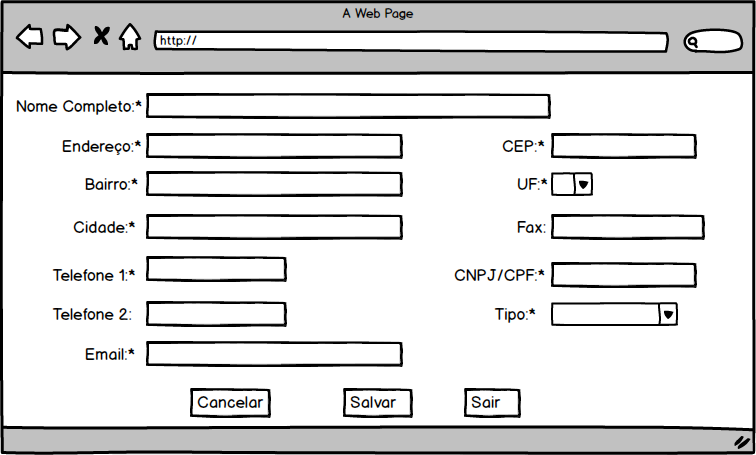 A Web Page
http://
Nome Completo:*
Endereço:* CEP:*
Bairro:* UF:*
Cidade:* Fax:
Telefone 1:* CNPJ/CPF:*
Telefone 2: Tipo:*
Email:*
Cancelar Salvar Sair